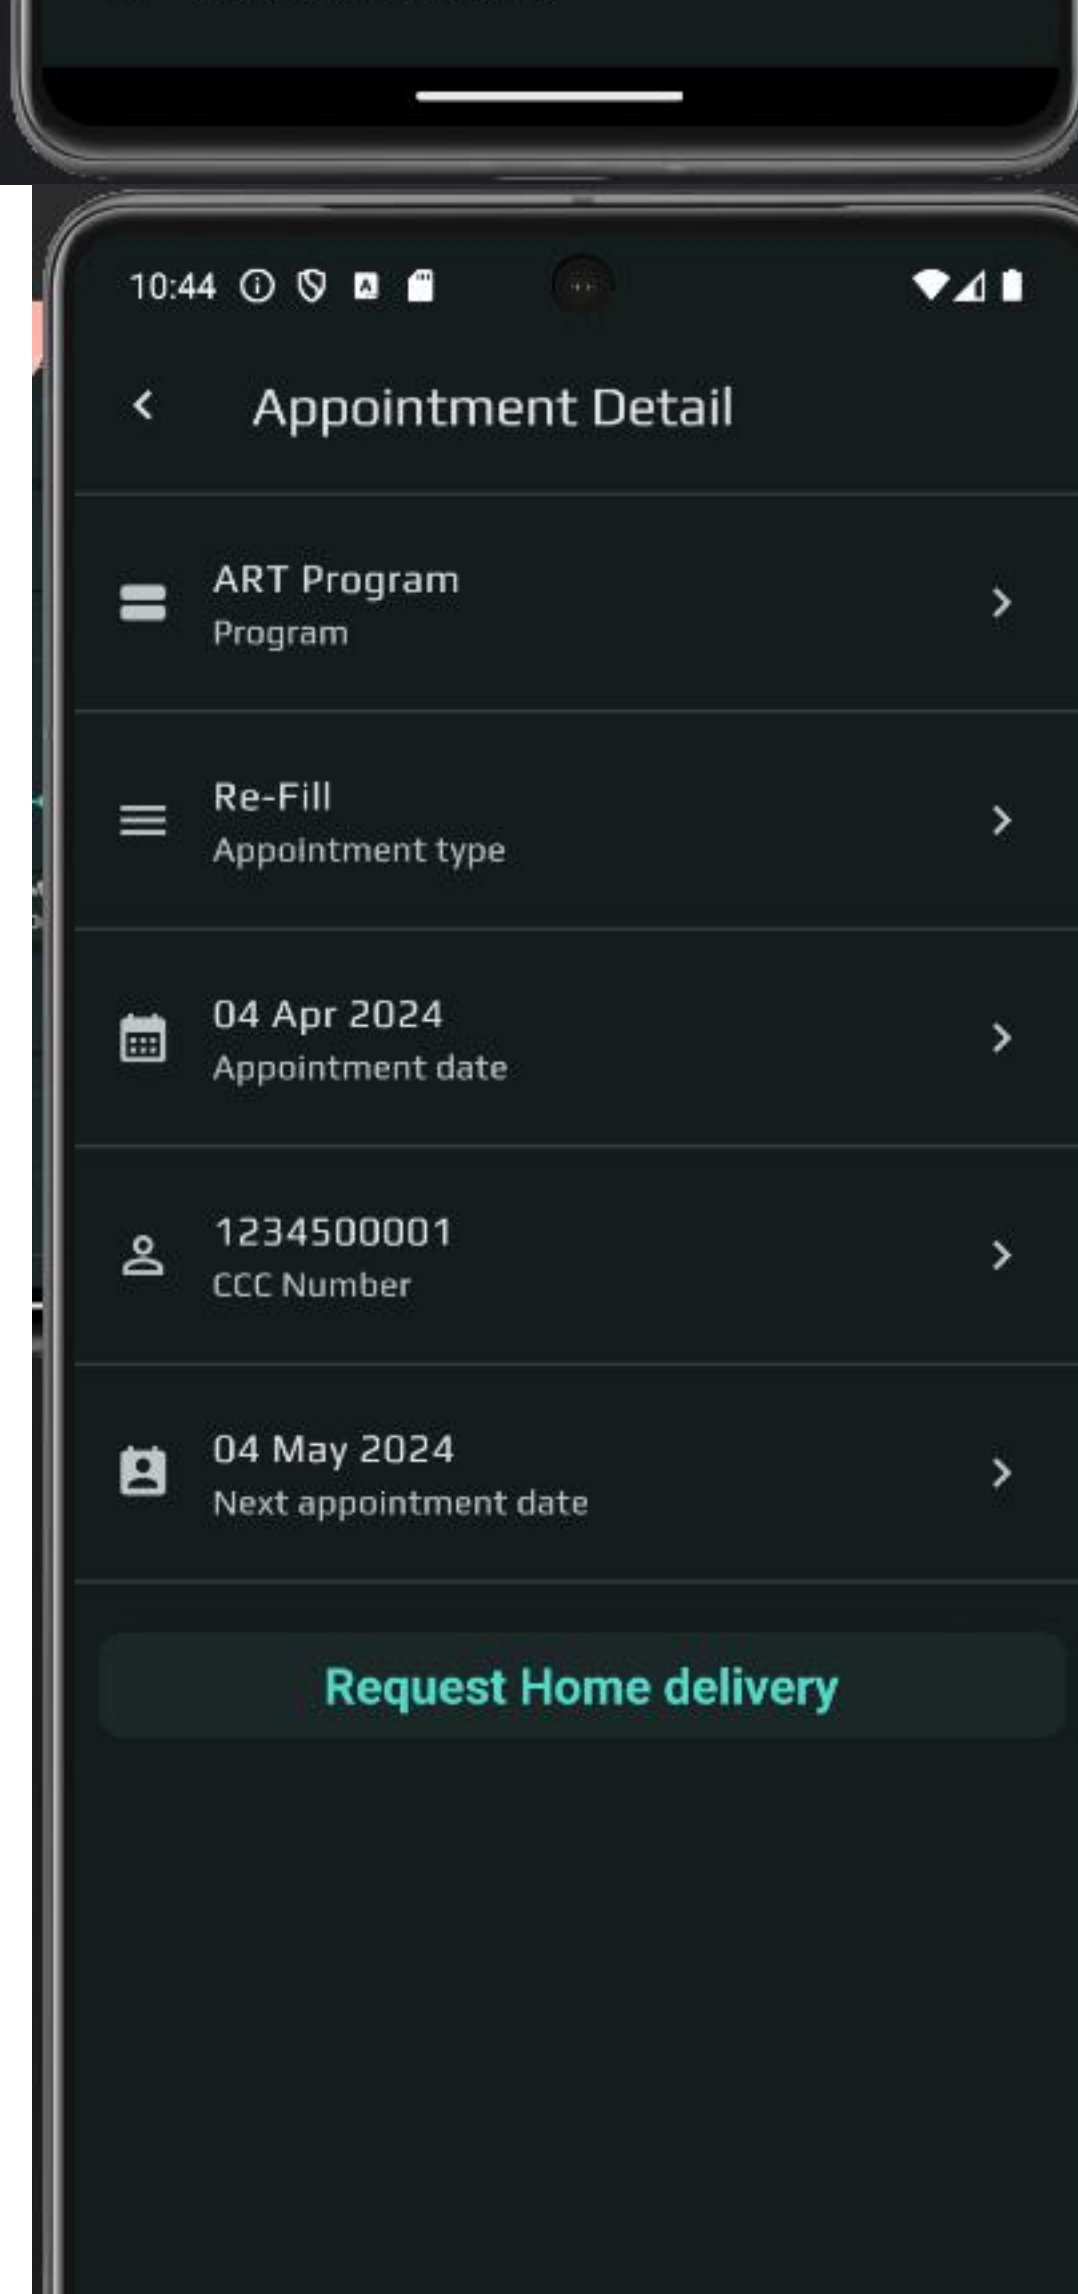 10:44
Appointment Detail
ART Program
Program
Re-Fill
Appointment type
04 Apr 2024
Appointment date
1234500001
CCC Number
04 May 2024
Next appointment date
Request Home delivery